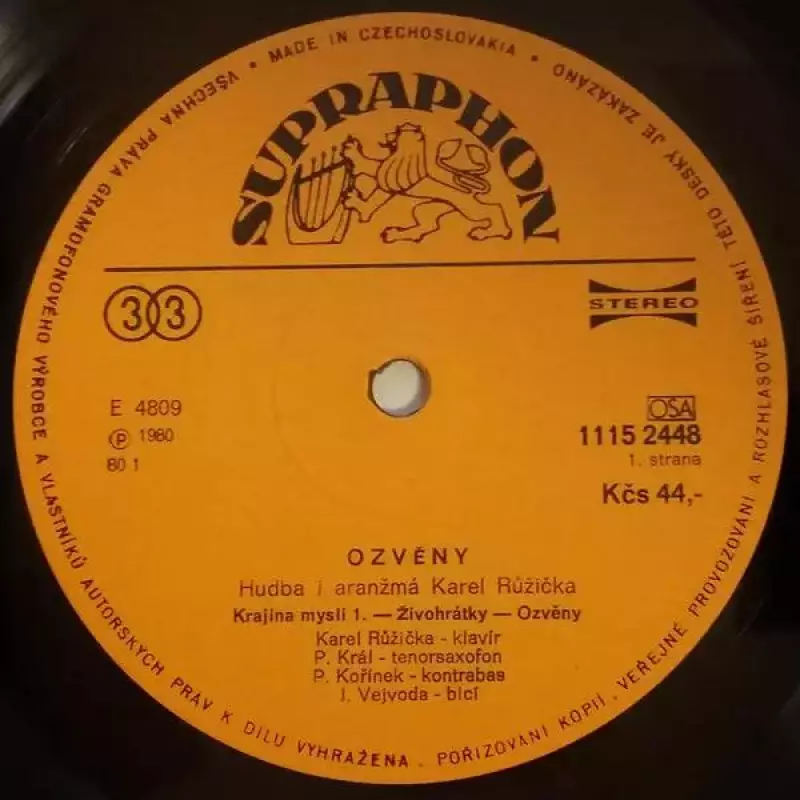 MADE IN CZECHOSLOVAKIA • VŠECHNA PRÁVA GRAMOFONOVÉHO VÝROBCE A VLASTNÍKŮ AUTORSKÝCH PRÁV K DÍLU VYHRAŽENA. POŘIZOVÁNÍ KOPIÍ, VEŘEJNÉ PROVOZOVÁNÍ A ROZHLASOVÉ ŠÍŘENÍ TÉTO DESKY JE ZAKÁZÁNO •
SUPRAPHON
33
STEREO
E 4809
Ⓟ 1980
80 1
OSA
1115 2448
1. strana
Kčs 44,-
OZVĚNY
Hudba i aranžmá Karel Růžička
Krajina mysli 1. — Živohrátky — Ozvěny
Karel Růžička - klavír
P. Král - tenorsaxofon
P. Kořínek - kontrabas
J. Vejvoda - bicí